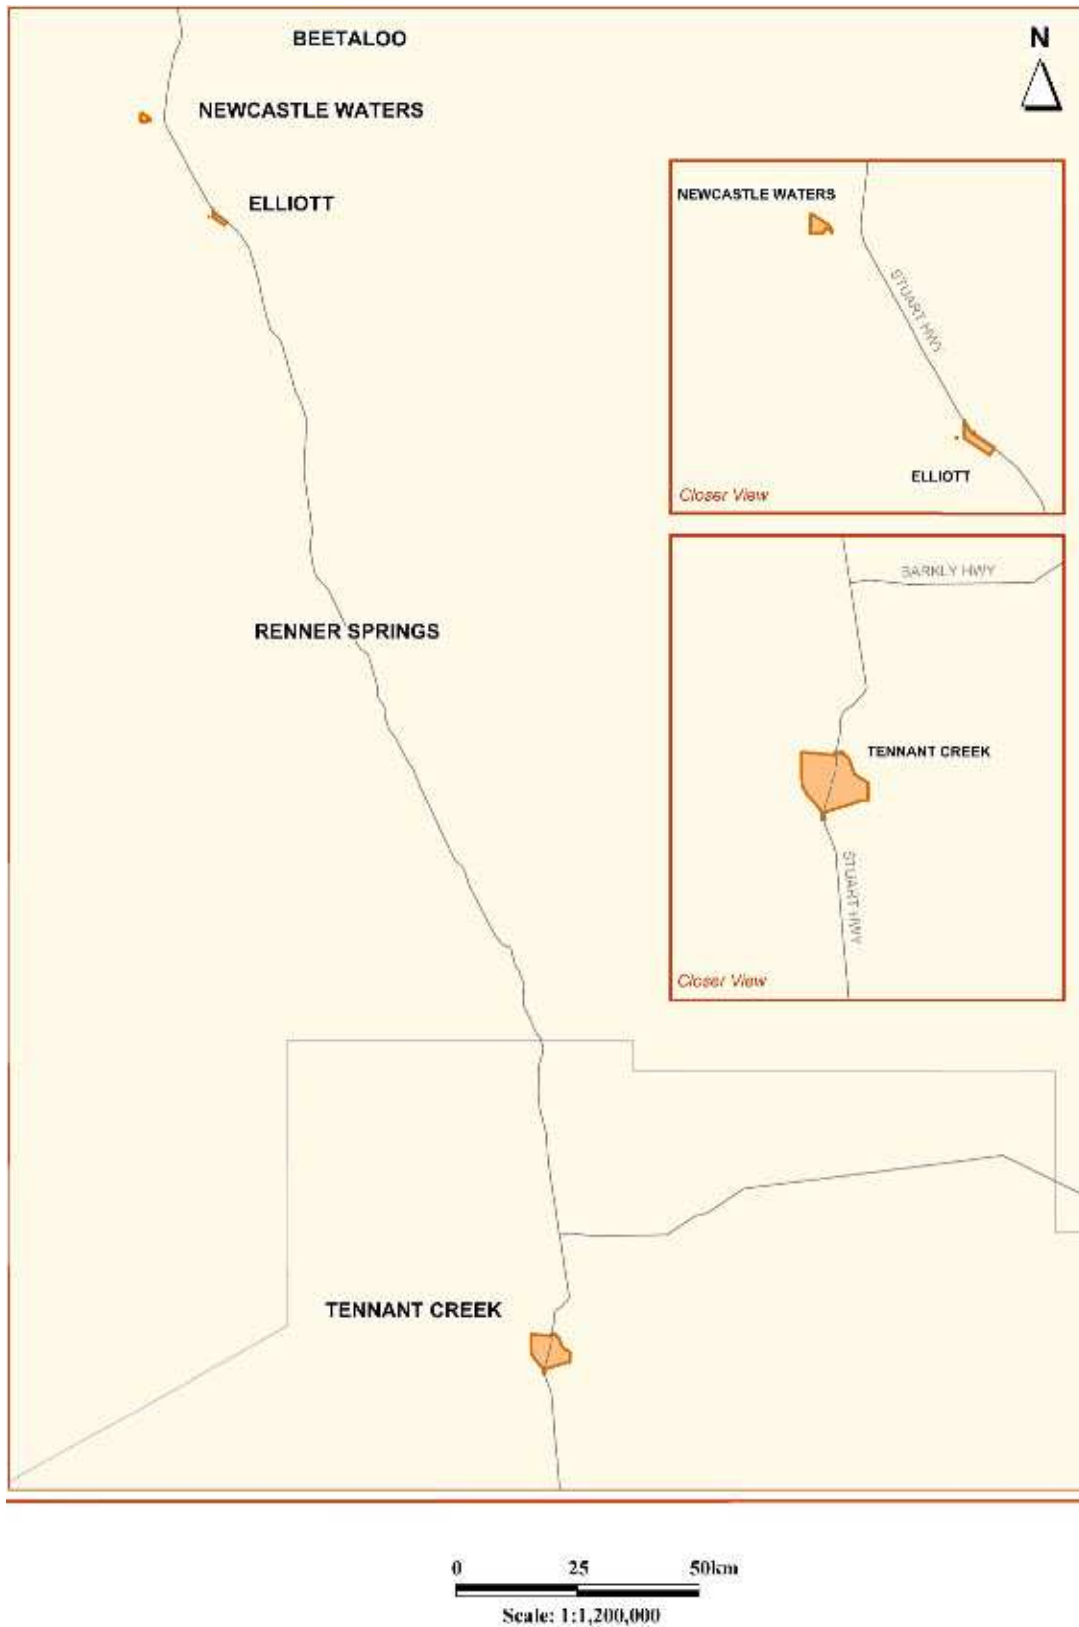 BEETALOO
N
NEWCASTLE WATERS
ELLIOTT
NEWCASTLE WATERS
STUART HWY
ELLIOTT
Closer View
BARKLY HWY
TENNANT CREEK
STUART HWY
Closer View
RENNER SPRINGS
TENNANT CREEK
0 25 50km
Scale: 1:1,200,000